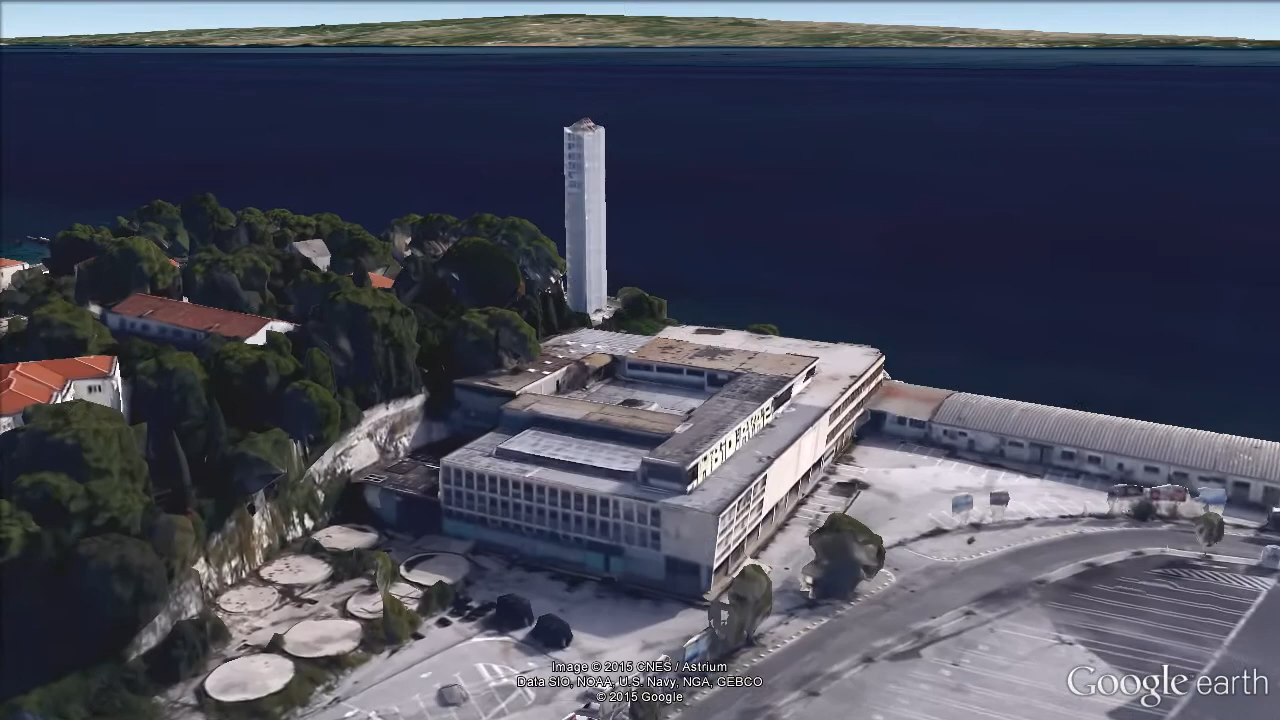 Image © 2015 CNES / Astrium
Data SIO, NOAA, U.S. Navy, NGA, GEBCO
© 2015 Google
Google earth